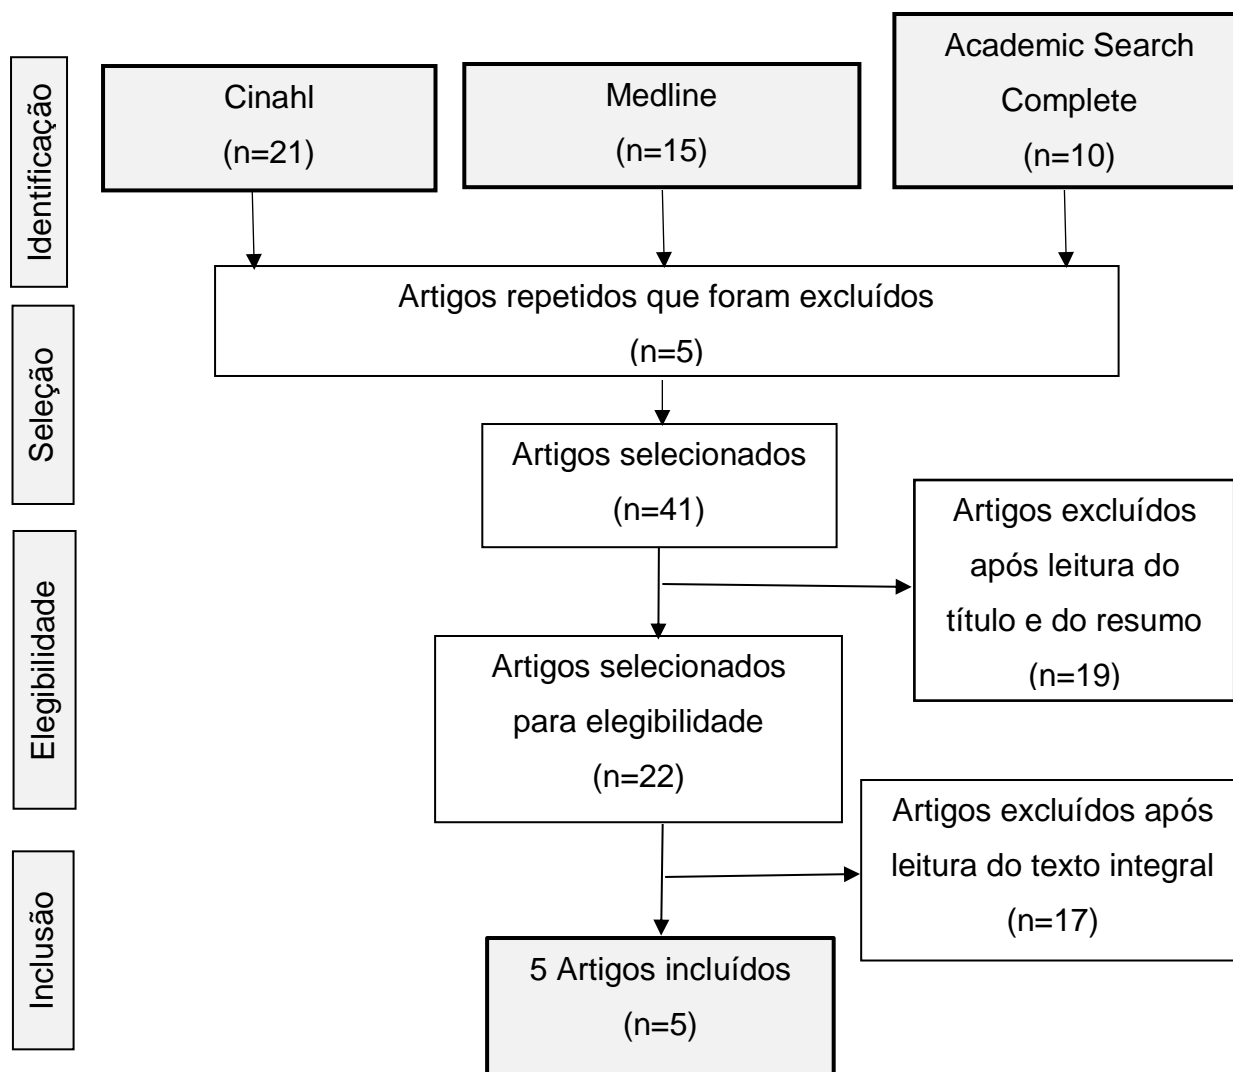 Identificação
Cinahl
(n=21)
Medline
(n=15)
Academic Search
Complete
(n=10)
Artigos repetidos que foram excluídos
(n=5)
Seleção
Artigos selecionados
(n=41)
Artigos excluídos
após leitura do
título e do resumo
(n=19)
Elegibilidade
Artigos selecionados
para elegibilidade
(n=22)
Artigos excluídos após
leitura do texto integral
(n=17)
Inclusão
5 Artigos incluídos
(n=5)